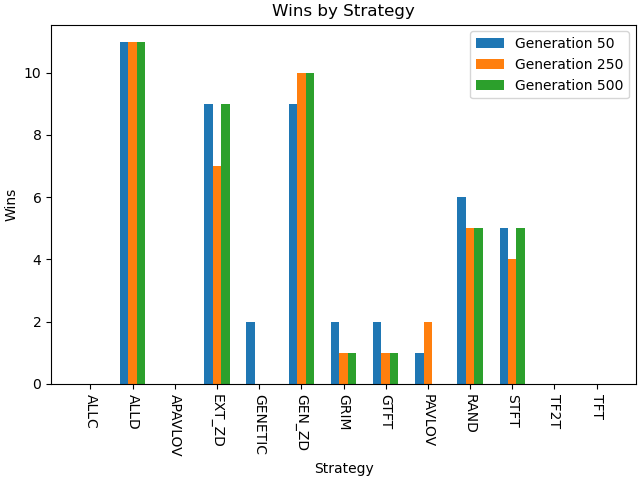 Wins by Strategy
Generation 50
Generation 250
Generation 500
10
8
6
4
2
0
Wins
ALLC
ALLD
APAVLOV
EXT_ZD
GENETIC
GEN_ZD
GRIM
GTFT
PAVLOV
RAND
STFT
TF2T
TFT
Strategy